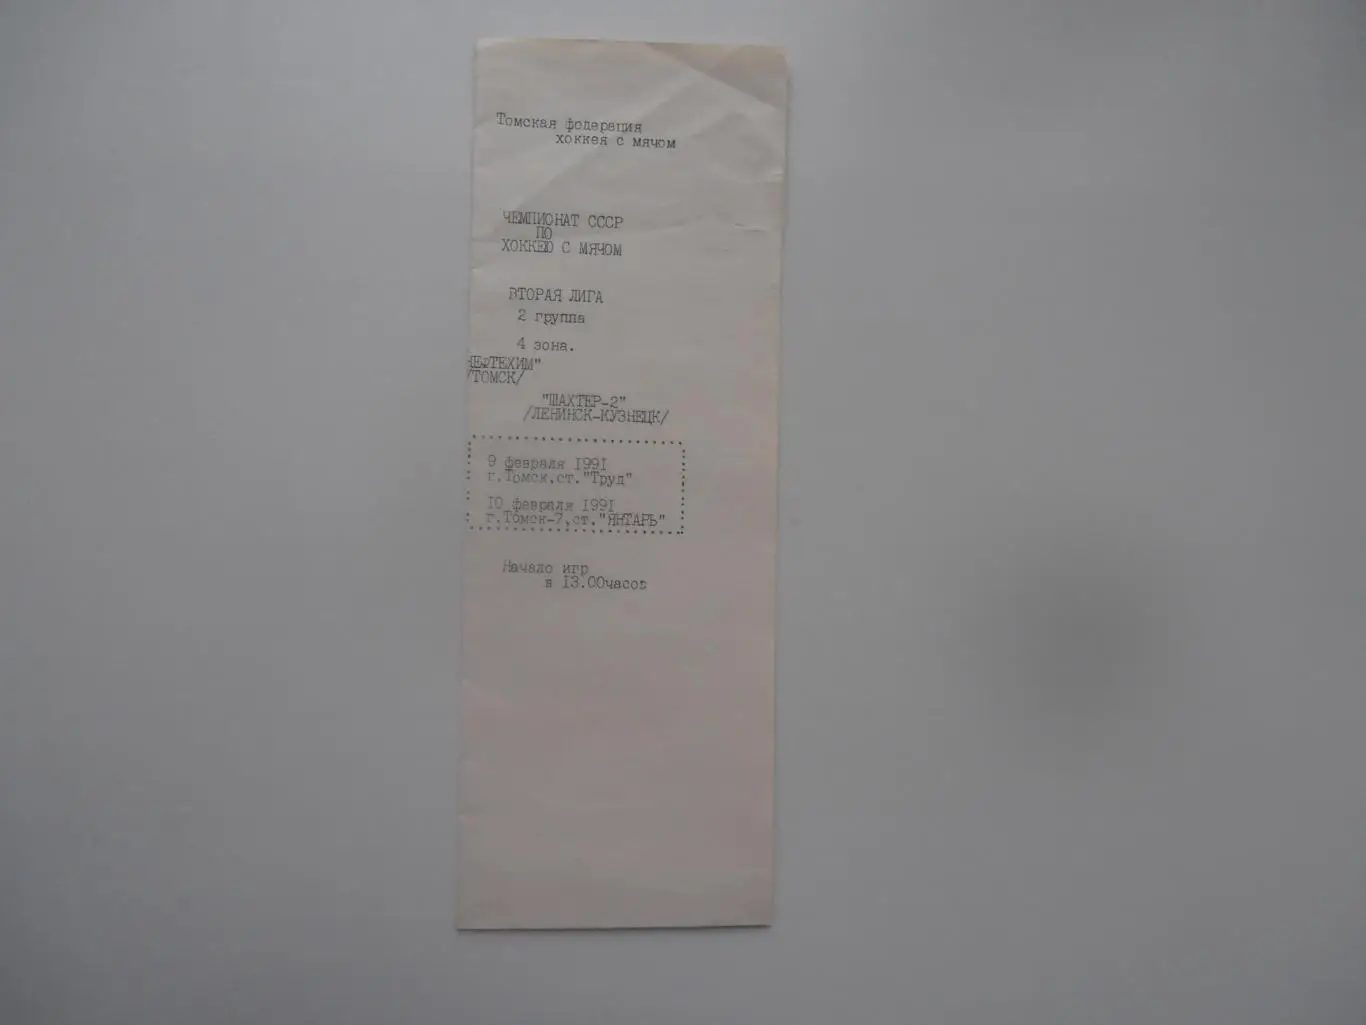 Томская федерация
хоккея с мячом
ЧЕМПИОНАТ СССР
ПО
ХОККЕЮ С МЯЧОМ
ВТОРАЯ ЛИГА
2 группа
4 зона.
НЕФТЕХИМ"
/ТОМСК/
"ШАХТЕР-2"
/ЛЕНИНСК-КУЗНЕЦК/
9 февраля 1991
г.Томск,ст."Труд"
10 февраля 1991
г.Томск-7,ст."ЯНТАРЬ"
Начало игр
в 13.00часов